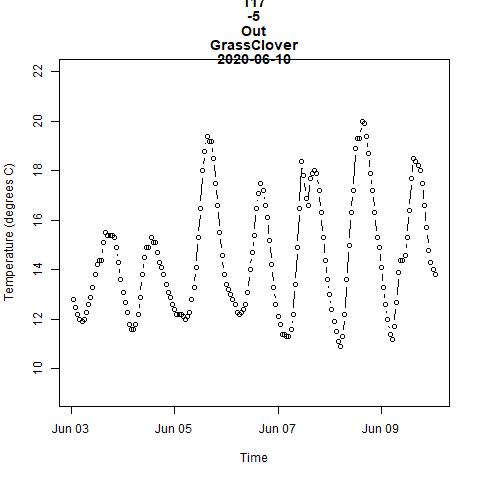 117
-5
Out
GrassClover
2020-06-10
Temperature (degrees C)
22
20
18
16
14
12
10
Jun 03
Jun 05
Jun 07
Jun 09
Time